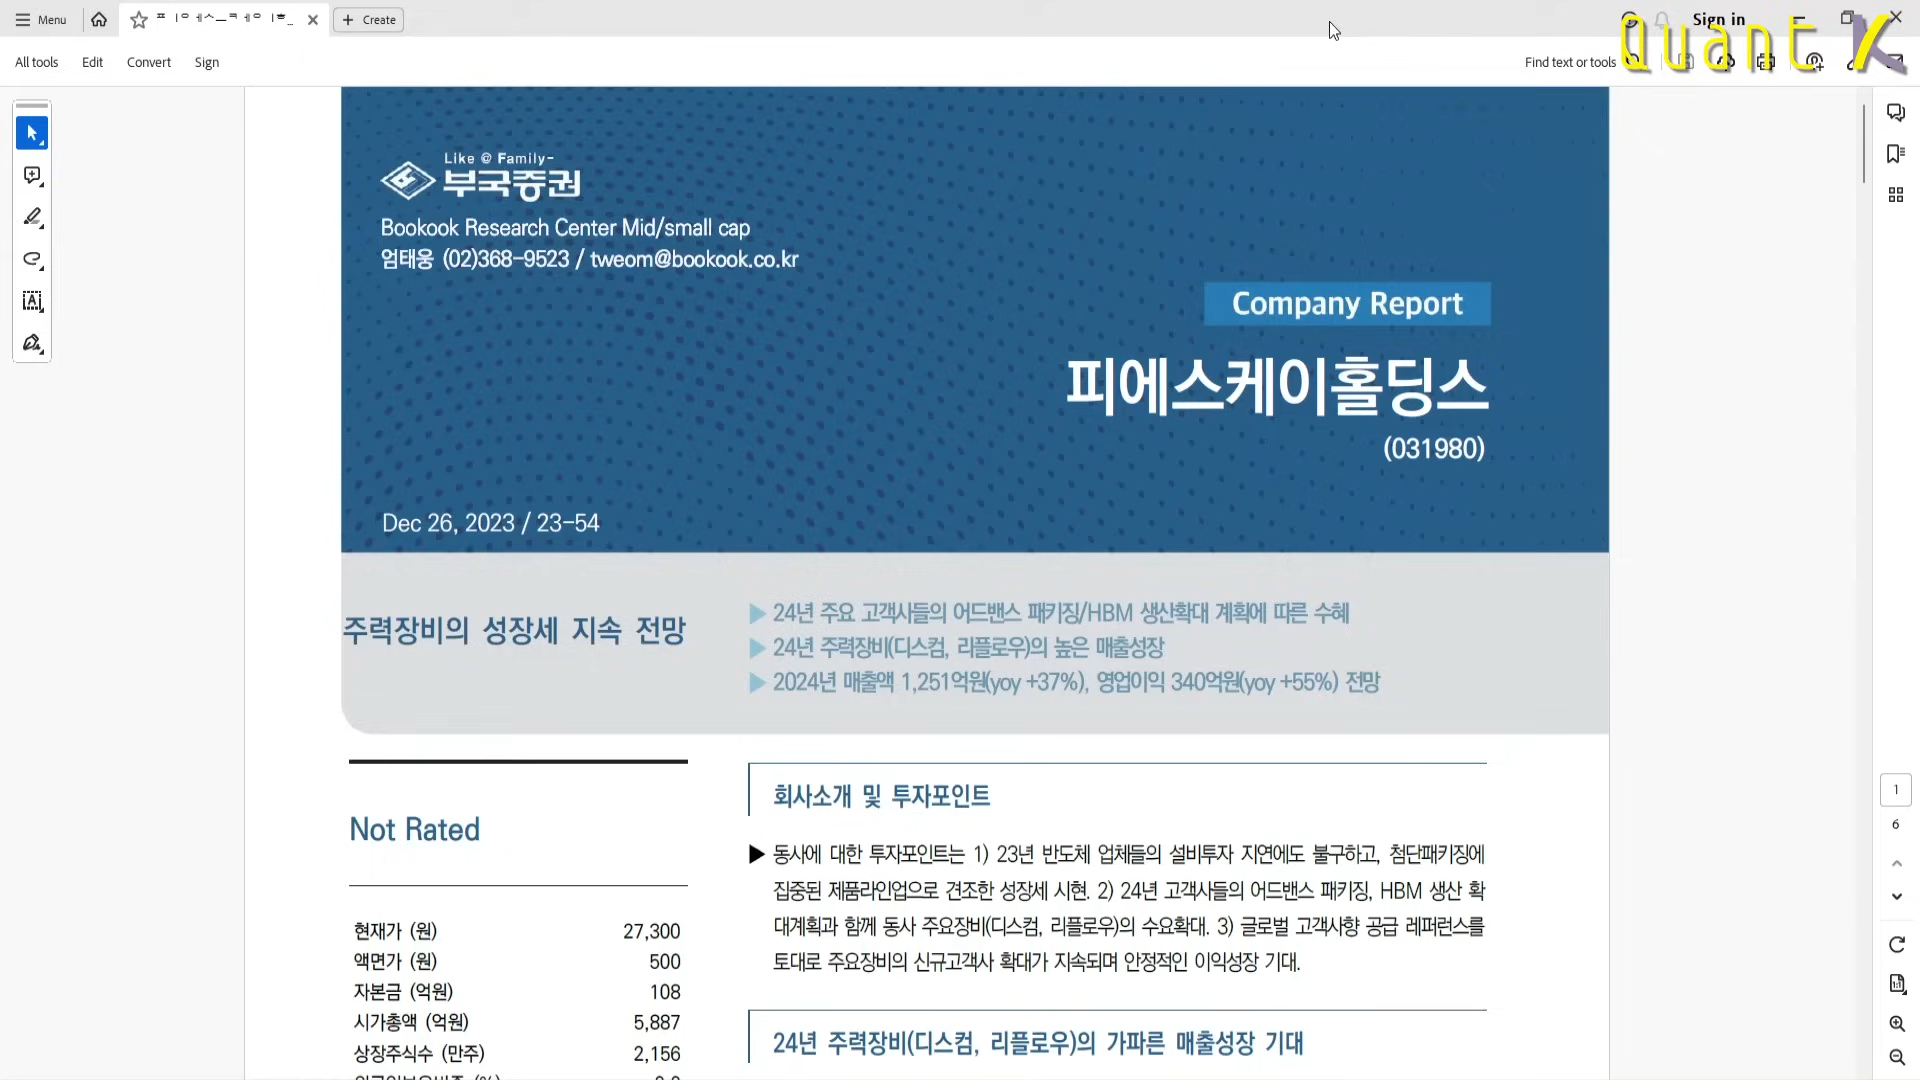 Menu
Create
Sign in
Quant K
All tools
Edit
Convert
Sign
Find text or tools
Like @ Family-
부국증권
Bookook Research Center Mid/small cap
엄태웅 (02)368-9523 / tweom@bookook.co.kr
Company Report
피에스케이홀딩스
(031980)
Dec 26, 2023 / 23-54
주력장비의 성장세 지속 전망
▶ 24년 주요 고객사들의 어드밴스 패키징/HBM 생산확대 계획에 따른 수혜
▶ 24년 주력장비(디스컴, 리플로우)의 높은 매출성장
▶ 2024년 매출액 1,251억원(yoy +37%), 영업이익 340억원(yoy +55%) 전망
Not Rated
현재가 (원) 27,300
액면가 (원) 500
자본금 (억원) 108
시가총액 (억원) 5,887
상장주식수 (만주) 2,156
회사소개 및 투자포인트
▶ 동사에 대한 투자포인트는 1) 23년 반도체 업체들의 설비투자 지연에도 불구하고, 첨단패키징에
집중된 제품라인업으로 견조한 성장세 시현. 2) 24년 고객사들의 어드밴스 패키징, HBM 생산 확
대계획과 함께 동사 주요장비(디스컴, 리플로우)의 수요확대. 3) 글로벌 고객사향 공급 레퍼런스를
토대로 주요장비의 신규고객사 확대가 지속되며 안정적인 이익성장 기대.
24년 주력장비(디스컴, 리플로우)의 가파른 매출성장 기대
1
6